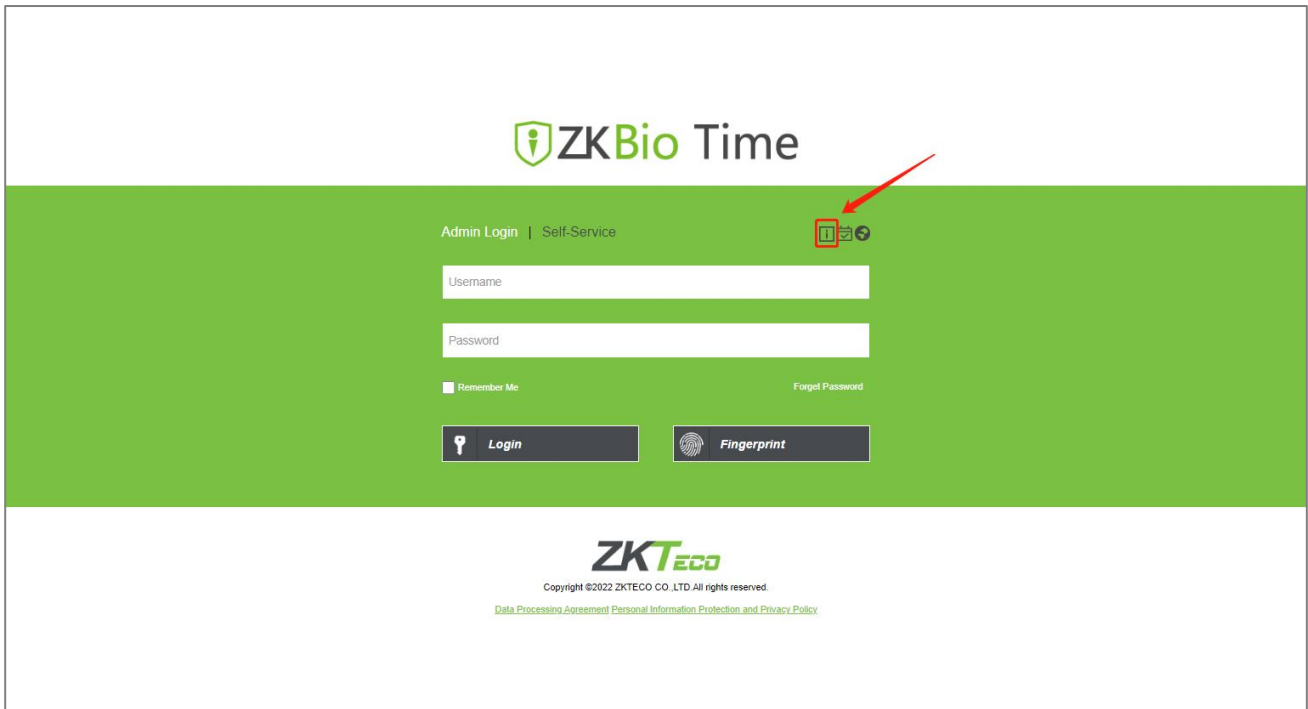 ZKBio Time
Admin Login | Self-Service
Username
Password
Remember Me
Forget Password
Login
Fingerprint
ZKTECO
Copyright ©2022 ZKTECO CO.,LTD.All rights reserved.
Data Processing Agreement Personal Information Protection and Privacy Policy